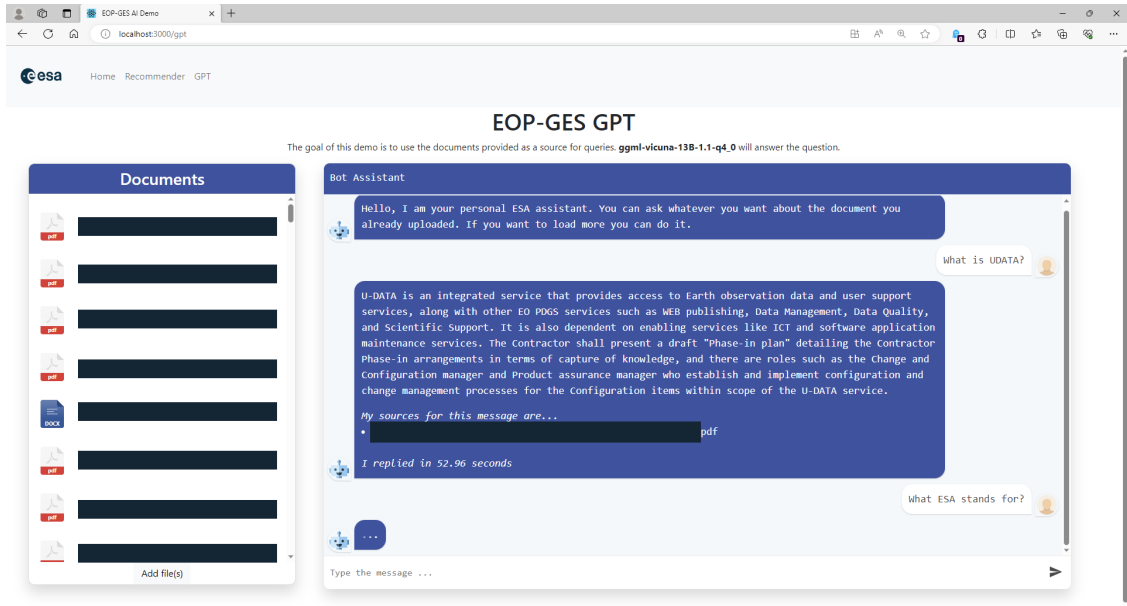 EOP-GES AI Demo
localhost:3000/gpt
esa
Home Recommender GPT
EOP-GES GPT
The goal of this demo is to use the documents provided as a source for queries. ggml-vicuna-13B-1.1-q4_0 will answer the question.
Documents
pdf
pdf
pdf
pdf
DOCX
pdf
pdf
Add file(s)
Bot Assistant
Hello, I am your personal ESA assistant. You can ask whatever you want about the document you
already uploaded. If you want to load more you can do it.
What is UDATA?
U-DATA is an integrated service that provides access to Earth observation data and user support
services, along with other EO PDGS services such as WEB publishing, Data Management, Data Quality,
and Scientific Support. It is also dependent on enabling services like ICT and software application
maintenance services. The Contractor shall present a draft "Phase-in plan" detailing the Contractor
Phase-in arrangements in terms of capture of knowledge, and there are roles such as the Change and
Configuration manager and Product assurance manager who establish and implement configuration and
change management processes for the Configuration items within scope of the U-DATA service.
My sources for this message are...
• pdf
I replied in 52.96 seconds
What ESA stands for?
...
Type the message ...